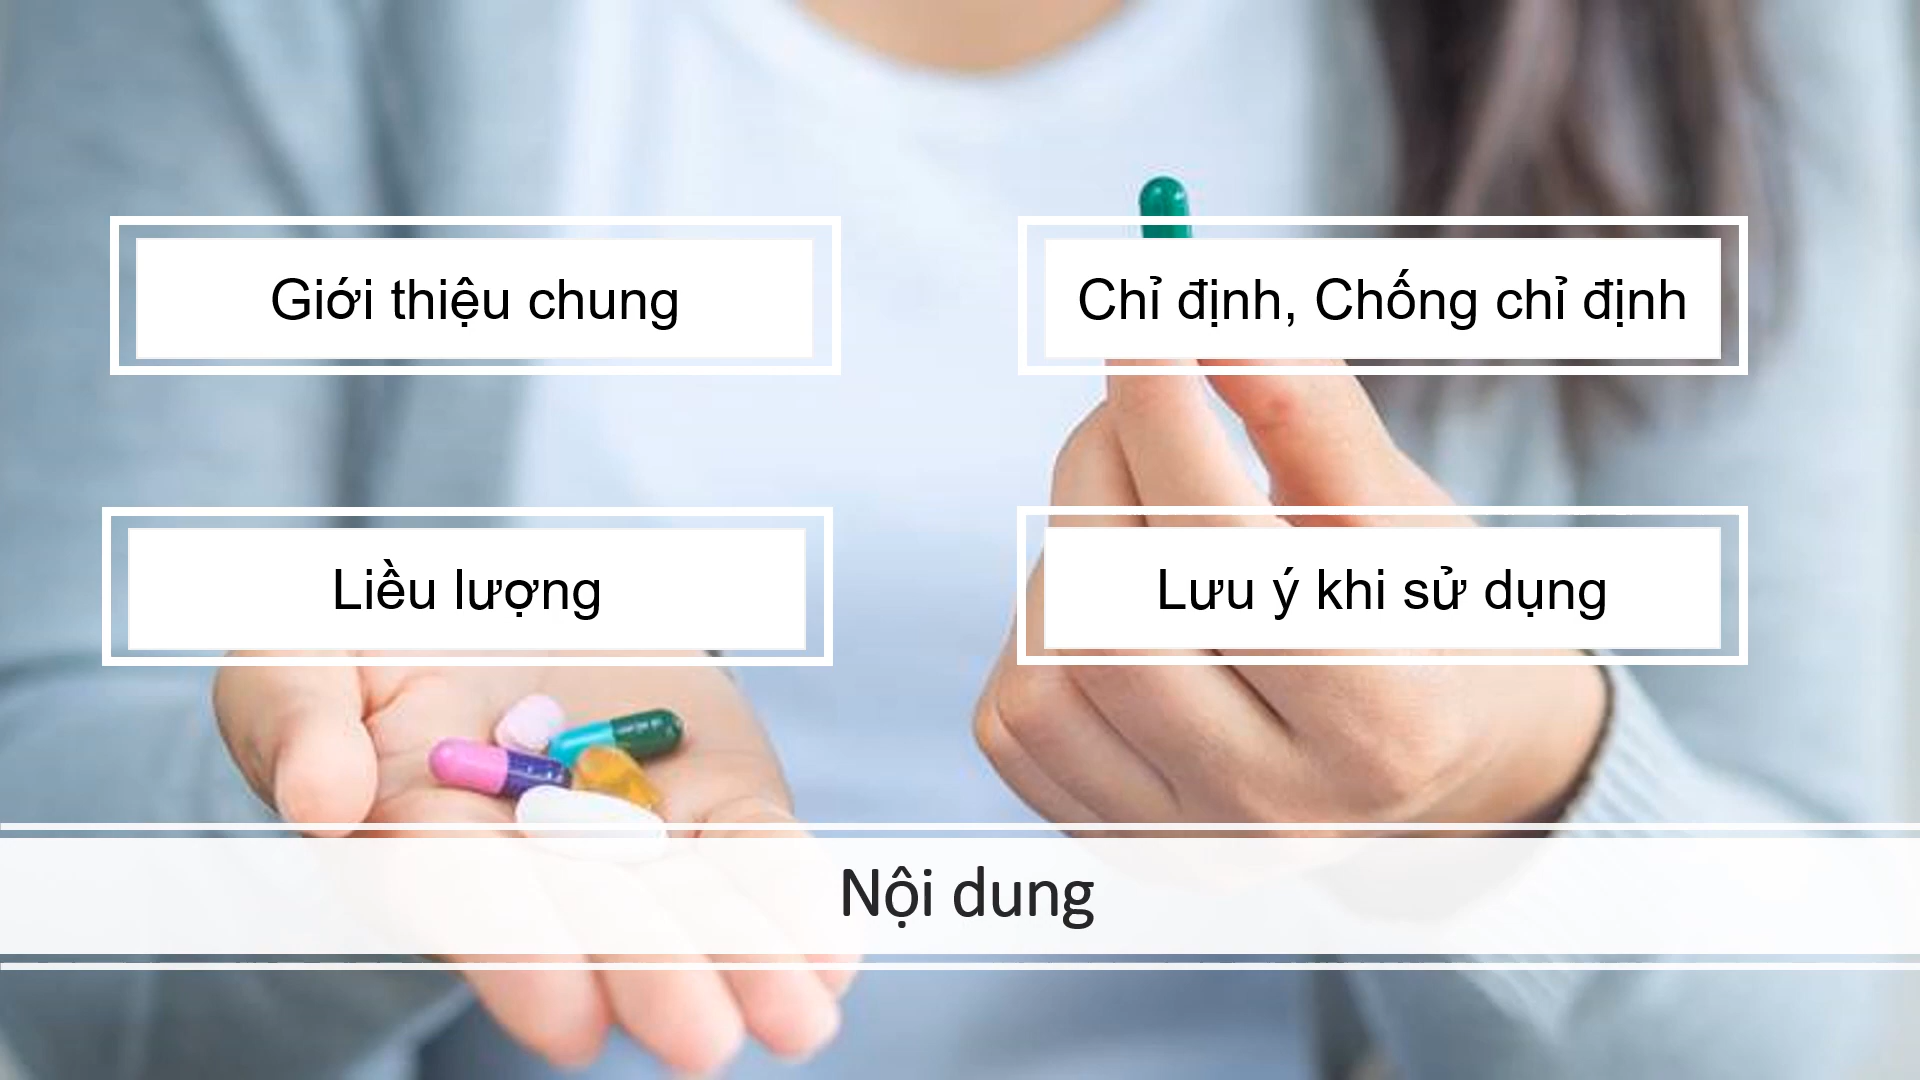 Giới thiệu chung
Chỉ định, Chống chỉ định
Liều lượng
Lưu ý khi sử dụng
Nội dung